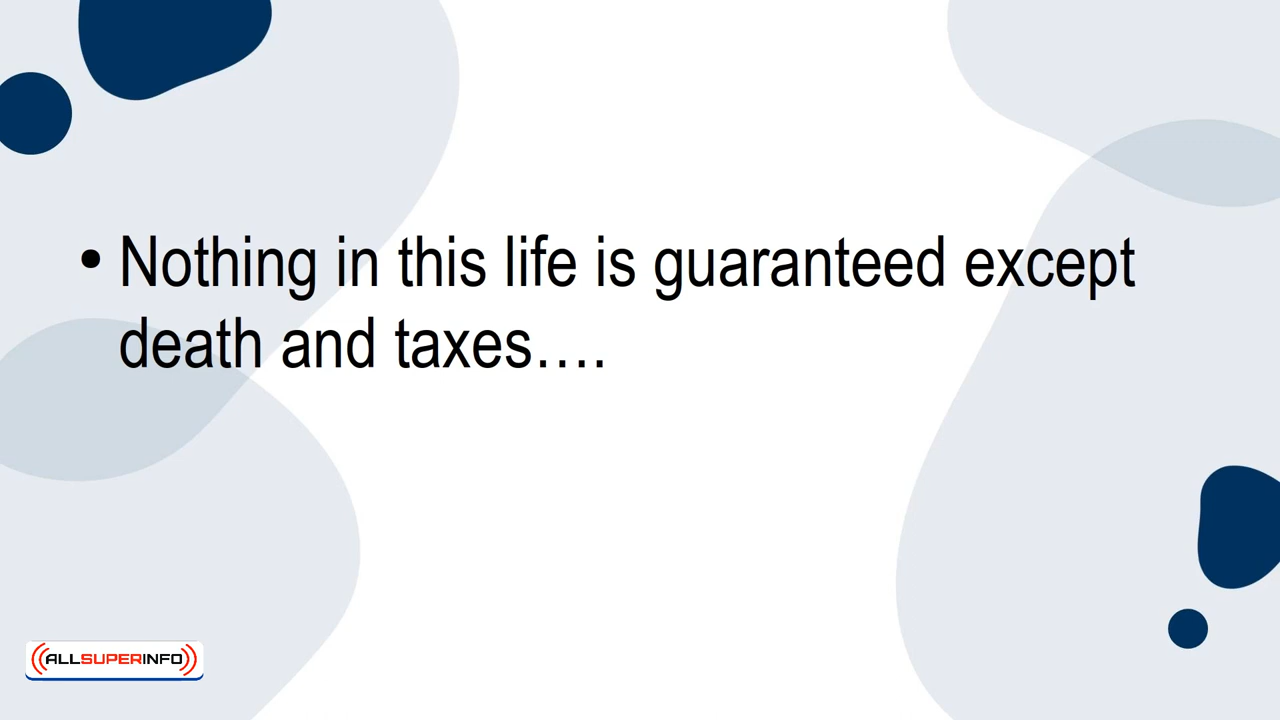 • Nothing in this life is guaranteed except
death and taxes….
ALLSUPERINFO